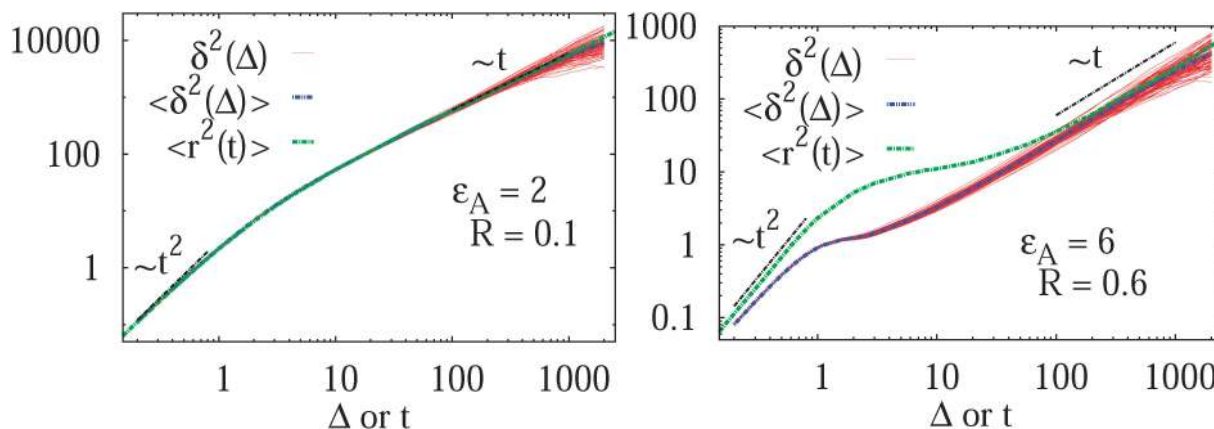 10000
100
1
δ²(Δ)
<δ²(Δ)>
<r²(t)>
~t
~t²
ε_A = 2
R = 0.1
1 10 100 1000
Δ or t
1000
100
10
1
0.1
δ²(Δ)
<δ²(Δ)>
<r²(t)>
~t
~t²
ε_A = 6
R = 0.6
1 10 100 1000
Δ or t